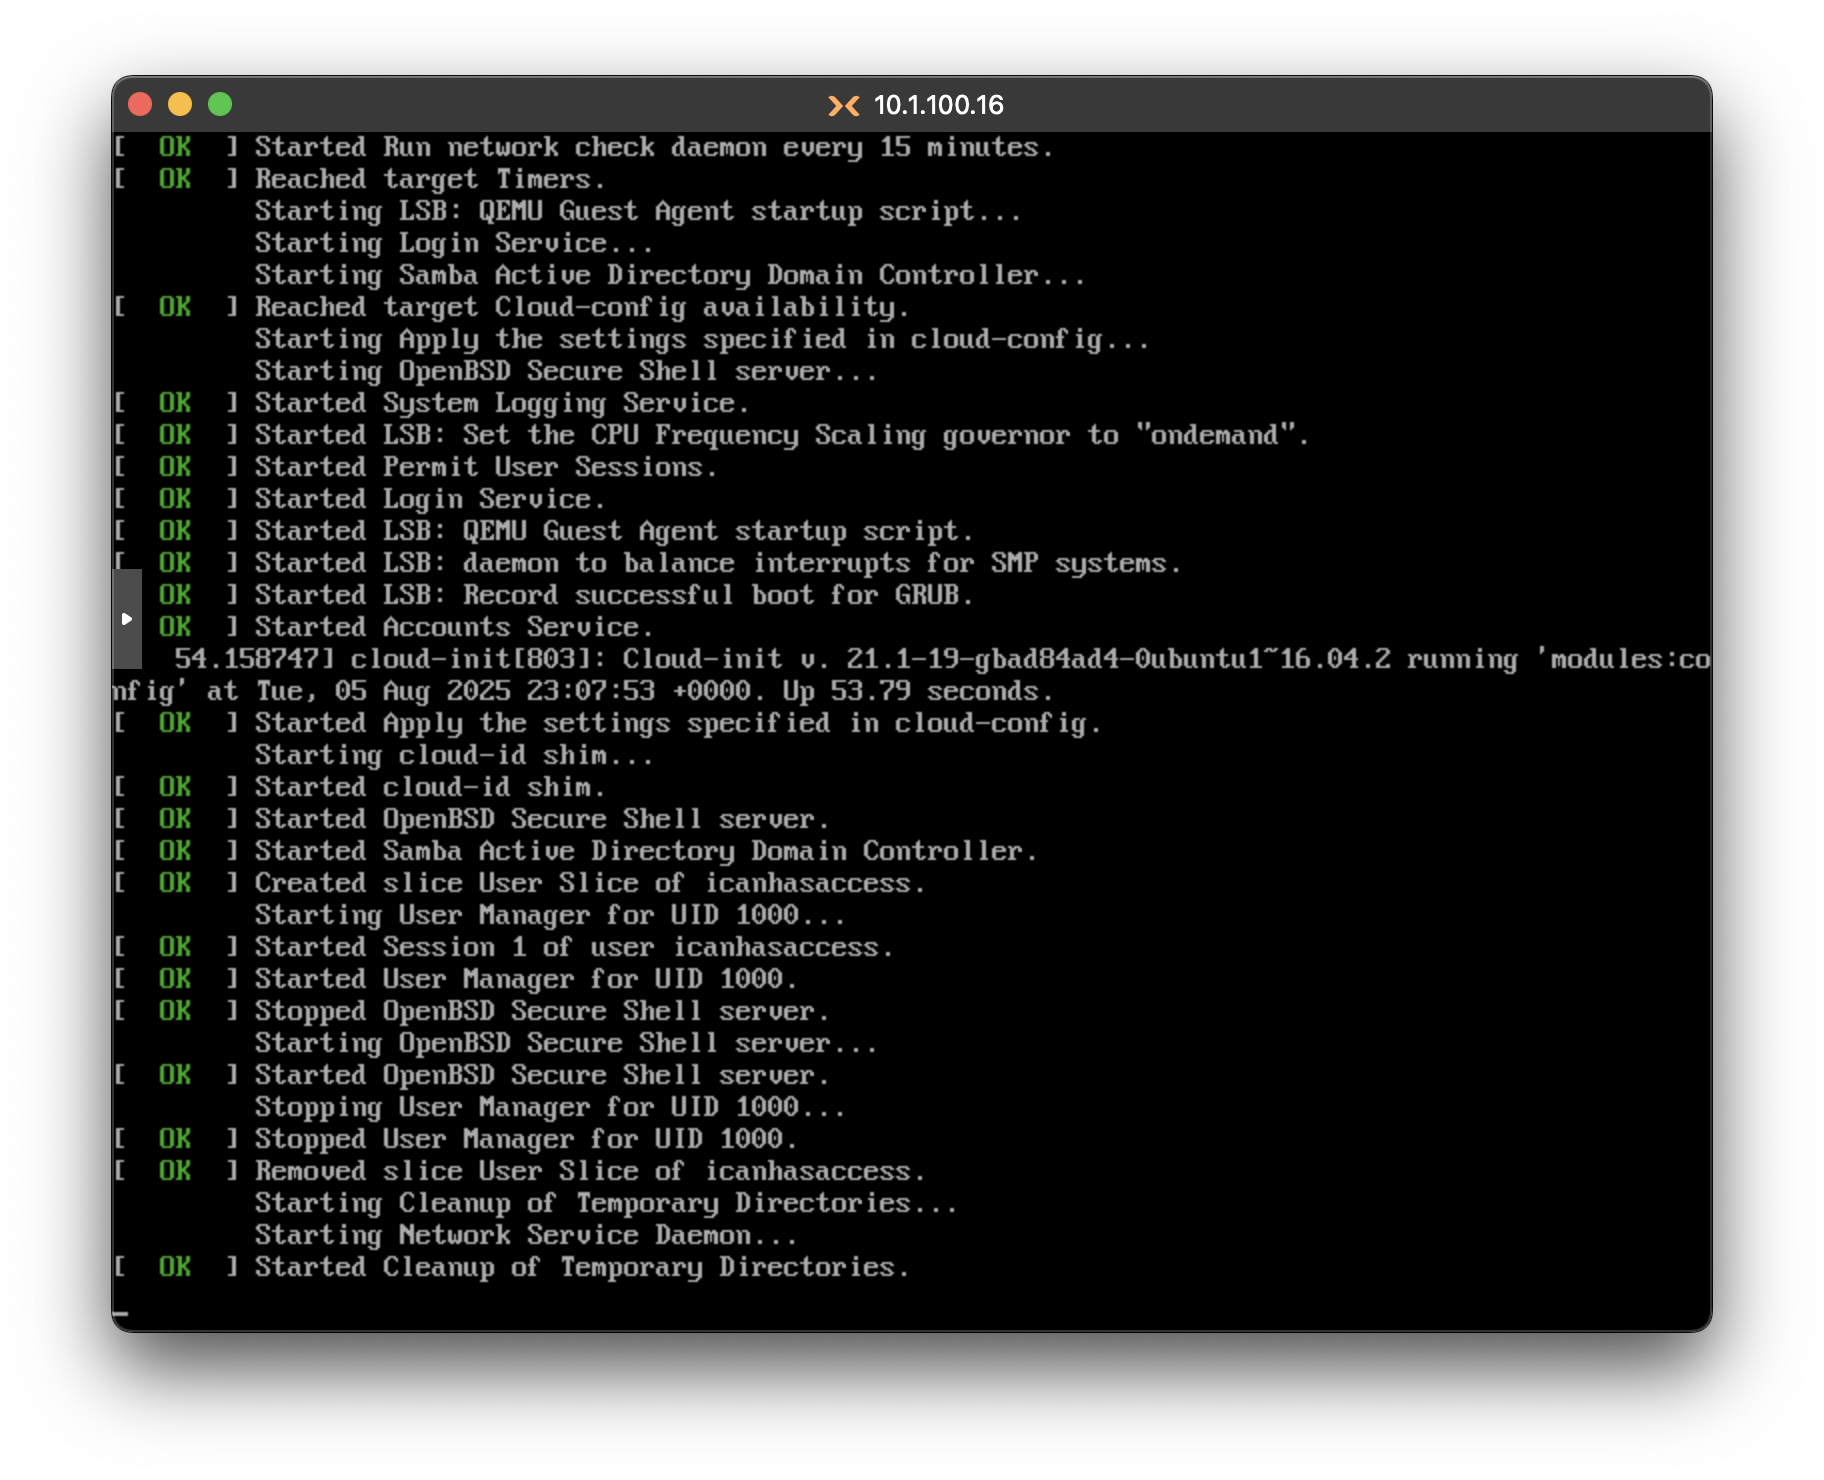 10.1.100.16
[  OK  ] Started Run network check daemon every 15 minutes.
[  OK  ] Reached target Timers.
         Starting LSB: QEMU Guest Agent startup script...
         Starting Login Service...
         Starting Samba Active Directory Domain Controller...
[  OK  ] Reached target Cloud-config availability.
         Starting Apply the settings specified in cloud-config...
         Starting OpenBSD Secure Shell server...
[  OK  ] Started System Logging Service.
[  OK  ] Started LSB: Set the CPU Frequency Scaling governor to "ondemand".
[  OK  ] Started Permit User Sessions.
[  OK  ] Started Login Service.
[  OK  ] Started LSB: QEMU Guest Agent startup script.
[  OK  ] Started LSB: daemon to balance interrupts for SMP systems.
   OK  ] Started LSB: Record successful boot for GRUB.
   OK  ] Started Accounts Service.
    54.158747] cloud-init[803]: Cloud-init v. 21.1-19-gbad84ad4-0ubuntu1~16.04.2 running 'modules:co
nfig' at Tue, 05 Aug 2025 23:07:53 +0000. Up 53.79 seconds.
[  OK  ] Started Apply the settings specified in cloud-config.
         Starting cloud-id shim...
[  OK  ] Started cloud-id shim.
[  OK  ] Started OpenBSD Secure Shell server.
[  OK  ] Started Samba Active Directory Domain Controller.
[  OK  ] Created slice User Slice of icanhasaccess.
         Starting User Manager for UID 1000...
[  OK  ] Started Session 1 of user icanhasaccess.
[  OK  ] Started User Manager for UID 1000.
[  OK  ] Stopped OpenBSD Secure Shell server.
         Starting OpenBSD Secure Shell server...
[  OK  ] Started OpenBSD Secure Shell server.
         Stopping User Manager for UID 1000...
[  OK  ] Stopped User Manager for UID 1000.
[  OK  ] Removed slice User Slice of icanhasaccess.
         Starting Cleanup of Temporary Directories...
         Starting Network Service Daemon...
[  OK  ] Started Cleanup of Temporary Directories.